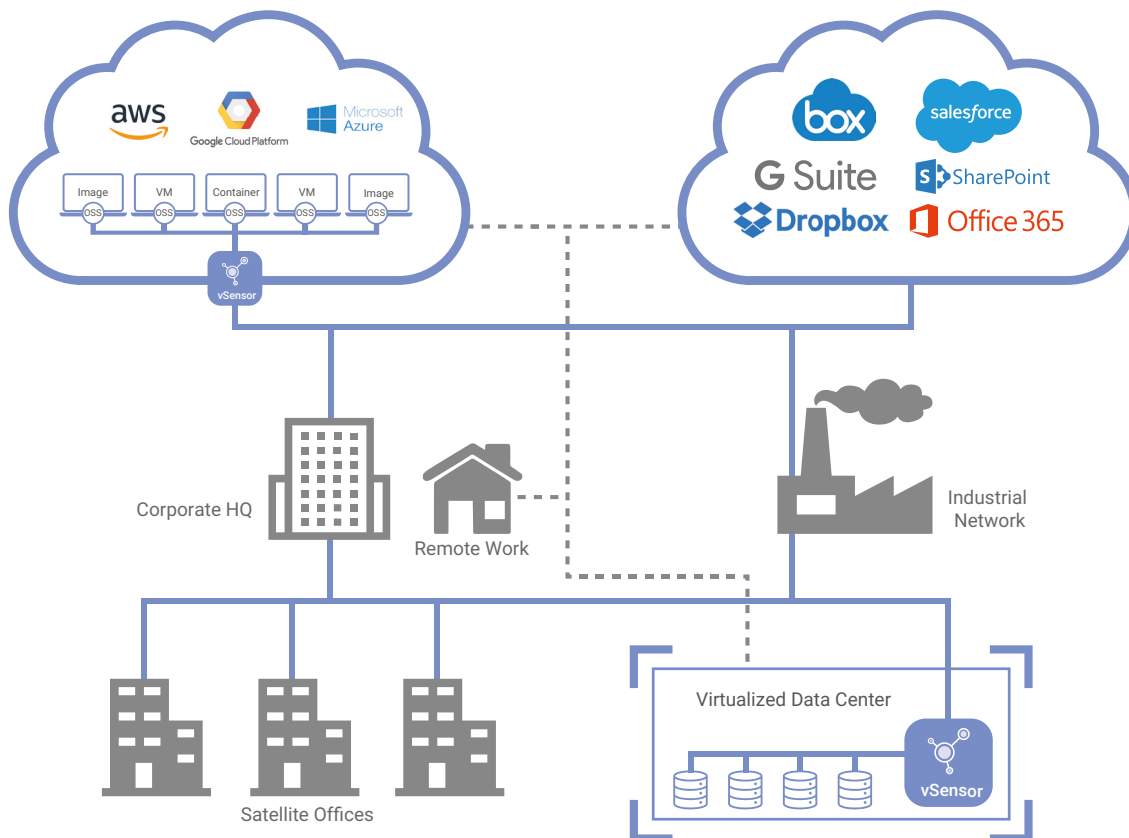 aws
Google Cloud Platform
Microsoft
Azure
Image
VM
Container
VM
Image
OSS
OSS
OSS
OSS
OSS
vSensor
box
salesforce
G Suite
S
SharePoint
Dropbox
Office 365
Corporate HQ
Remote Work
Industrial
Network
Satellite Offices
Virtualized Data Center
vSensor